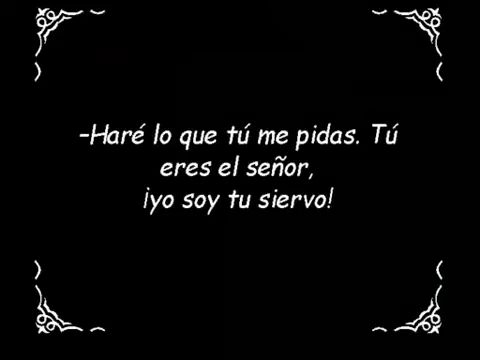 –Haré lo que tú me pidas. Tú
eres el señor,
¡yo soy tu siervo!